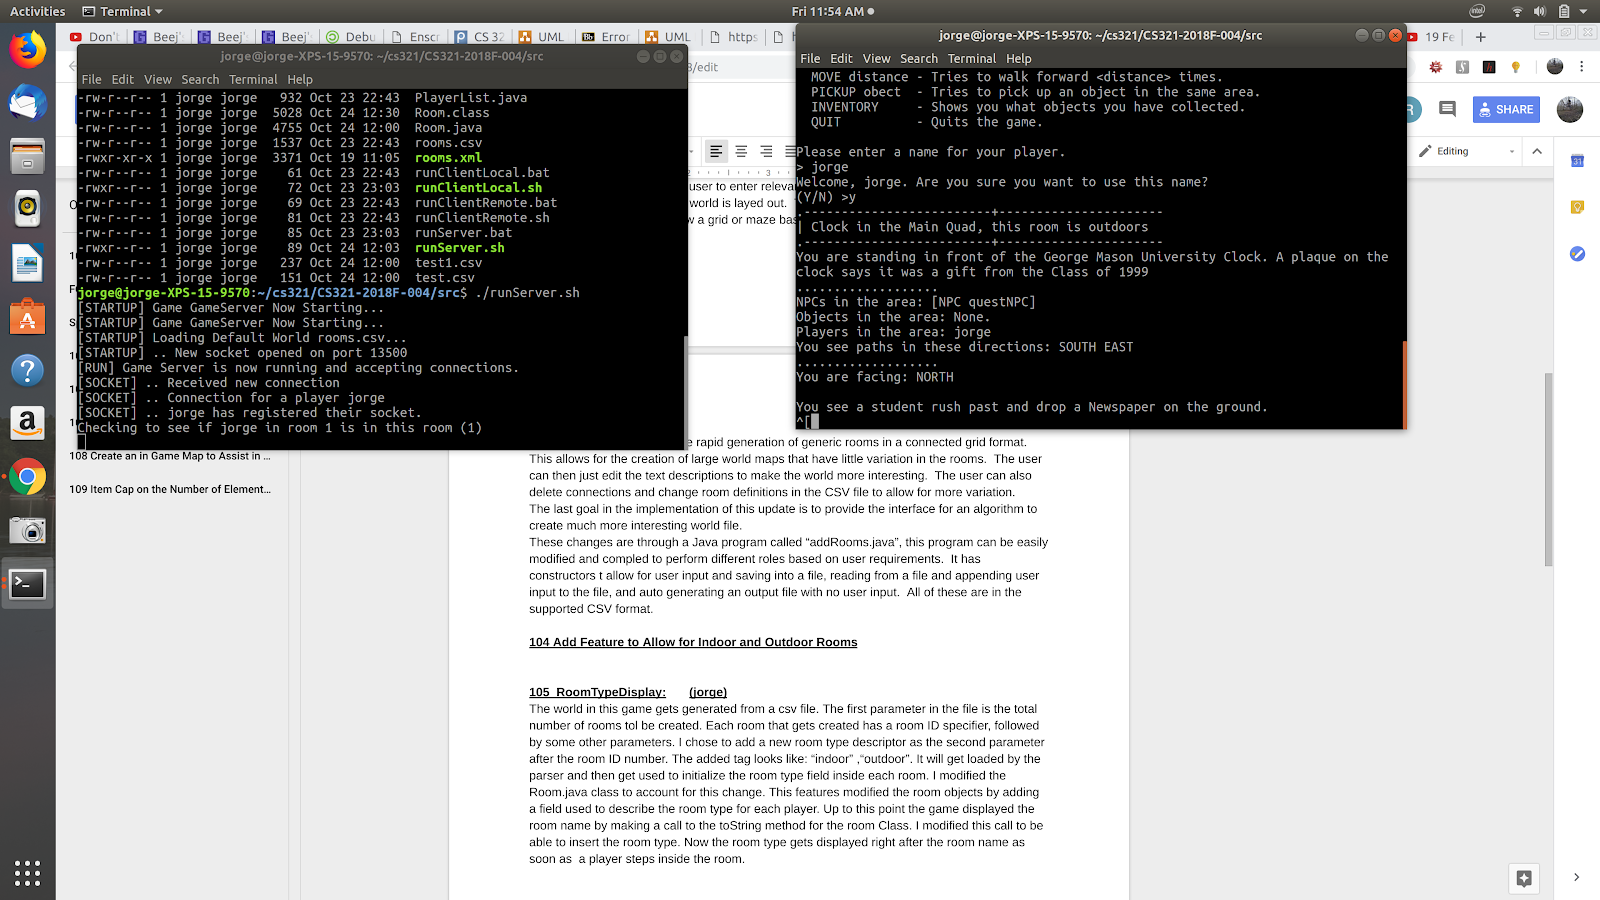 Activities
Terminal
Fri 11:54 AM
Don't
Beej'
Beej'
Beej'
Debu
Enscr
CS 32
UML
Error
UML
https
19 Fe
/edit
jorge@jorge-XPS-15-9570: ~/cs321/CS321-2018F-004/src
File Edit View Search Terminal Help
-rw-r--r-- 1 jorge jorge 932 Oct 23 22:43 PlayerList.java
-rw-r--r-- 1 jorge jorge 5028 Oct 24 12:30 Room.class
-rw-r--r-- 1 jorge jorge 4755 Oct 24 12:00 Room.java
-rw-r--r-- 1 jorge jorge 1537 Oct 23 22:43 rooms.csv
-rwxr-xr-x 1 jorge jorge 3371 Oct 19 11:05 rooms.xml
-rw-r--r-- 1 jorge jorge 61 Oct 23 22:43 runClientLocal.bat
-rwxr--r-- 1 jorge jorge 72 Oct 23 23:03 runClientLocal.sh
-rw-r--r-- 1 jorge jorge 69 Oct 23 22:43 runClientRemote.bat
-rw-r--r-- 1 jorge jorge 81 Oct 23 22:43 runClientRemote.sh
-rw-r--r-- 1 jorge jorge 85 Oct 23 23:03 runServer.bat
-rwxr--r-- 1 jorge jorge 89 Oct 24 12:03 runServer.sh
-rw-r--r-- 1 jorge jorge 237 Oct 24 12:00 test1.csv
-rw-r--r-- 1 jorge jorge 151 Oct 24 12:00 test.csv
jorge@jorge-XPS-15-9570:~/cs321/CS321-2018F-004/src$ ./runServer.sh
[STARTUP] Game GameServer Now Starting...
[STARTUP] Game GameServer Now Starting...
[STARTUP] Loading Default World rooms.csv...
[STARTUP] .. New socket opened on port 13500
[RUN] Game Server is now running and accepting connections.
[SOCKET] .. Received new connection
[SOCKET] .. Connection for a player jorge
[SOCKET] .. jorge has registered their socket.
Checking to see if jorge in room 1 is in this room (1)
jorge@jorge-XPS-15-9570: ~/cs321/CS321-2018F-004/src
File Edit View Search Terminal Help
MOVE distance - Tries to walk forward <distance> times.
PICKUP obect - Tries to pick up an object in the same area.
INVENTORY - Shows you what objects you have collected.
QUIT - Quits the game.
Please enter a name for your player.
> jorge
Welcome, jorge. Are you sure you want to use this name?
(Y/N) >y
.-------------------------+----------------------
| Clock in the Main Quad, this room is outdoors
.-------------------------+----------------------
You are standing in front of the George Mason University Clock. A plaque on the
clock says it was a gift from the Class of 1999
...................
NPCs in the area: [NPC questNPC]
Objects in the area: None.
Players in the area: jorge
You see paths in these directions: SOUTH EAST
...................
You are facing: NORTH
You see a student rush past and drop a Newspaper on the ground.
^[
R
SHARE
Editing
31
user to enter releva
world is layed out.
w a grid or maze bas
108 Create an in Game Map to Assist in ...
109 Item Cap on the Number of Element...
e rapid generation of generic rooms in a connected grid format.
This allows for the creation of large world maps that have little variation in the rooms. The user
can then just edit the text descriptions to make the world more interesting. The user can also
delete connections and change room definitions in the CSV file to allow for more variation.
The last goal in the implementation of this update is to provide the interface for an algorithm to
create much more interesting world file.
These changes are through a Java program called “addRooms.java”, this program can be easily
modified and compled to perform different roles based on user requirements. It has
constructors t allow for user input and saving into a file, reading from a file and appending user
input to the file, and auto generating an output file with no user input. All of these are in the
supported CSV format.
104 Add Feature to Allow for Indoor and Outdoor Rooms
105 RoomTypeDisplay: (jorge)
The world in this game gets generated from a csv file. The first parameter in the file is the total
number of rooms tol be created. Each room that gets created has a room ID specifier, followed
by some other parameters. I chose to add a new room type descriptor as the second parameter
after the room ID number. The added tag looks like: “indoor” ,“outdoor”. It will get loaded by the
parser and then get used to initialize the room type field inside each room. I modified the
Room.java class to account for this change. This features modified the room objects by adding
a field used to describe the room type for each player. Up to this point the game displayed the
room name by making a call to the toString method for the room Class. I modified this call to be
able to insert the room type. Now the room type gets displayed right after the room name as
soon as a player steps inside the room.